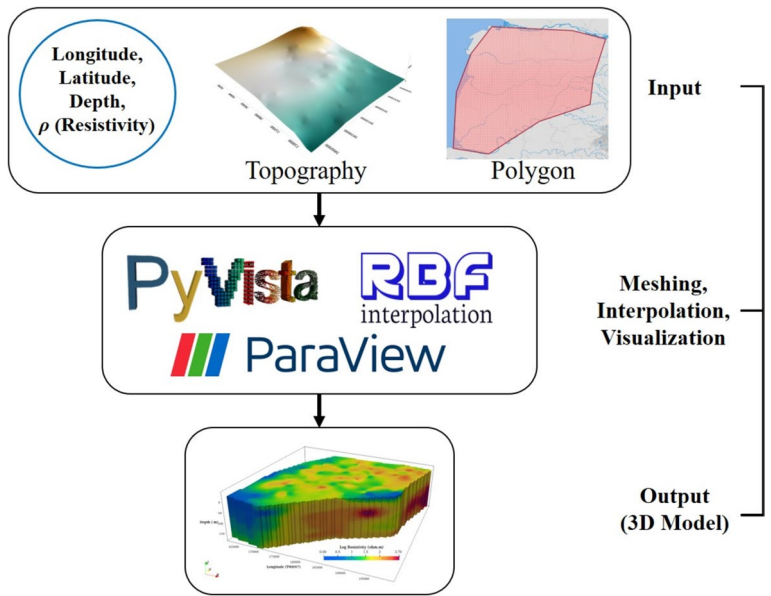 Longitude,
Latitude,
Depth,
ρ (Resistivity)
Topography
Polygon
Input
PyVista
RBF
interpolation
ParaView
Meshing,
Interpolation,
Visualization
Output
(3D Model)
Log Resistivity (ohm.m)